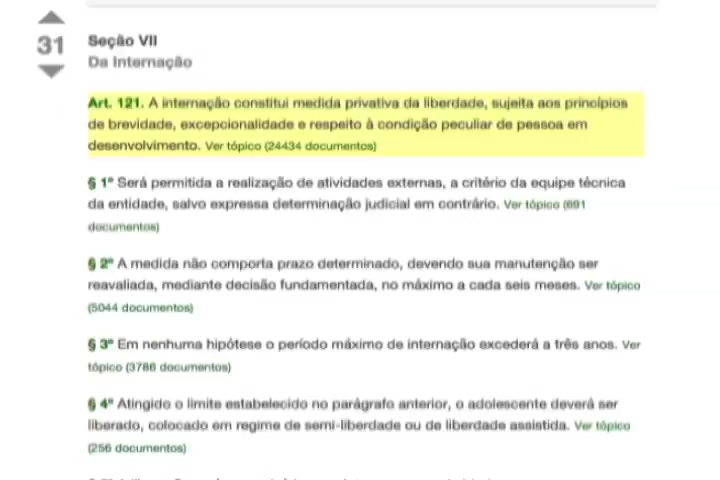 31
Seção VII
Da Internação
Art. 121. A internação constitui medida privativa da liberdade, sujeita aos princípios
de brevidade, excepcionalidade e respeito à condição peculiar de pessoa em
desenvolvimento. Ver tópico (24434 documentos)
§ 1º Será permitida a realização de atividades externas, a critério da equipe técnica
da entidade, salvo expressa determinação judicial em contrário. Ver tópico (691
documentos)
§ 2º A medida não comporta prazo determinado, devendo sua manutenção ser
reavaliada, mediante decisão fundamentada, no máximo a cada seis meses. Ver tópico
(5044 documentos)
§ 3º Em nenhuma hipótese o período máximo de internação excederá a três anos. Ver
tópico (3786 documentos)
§ 4º Atingido o limite estabelecido no parágrafo anterior, o adolescente deverá ser
liberado, colocado em regime de semi-liberdade ou de liberdade assistida. Ver tópico
(256 documentos)